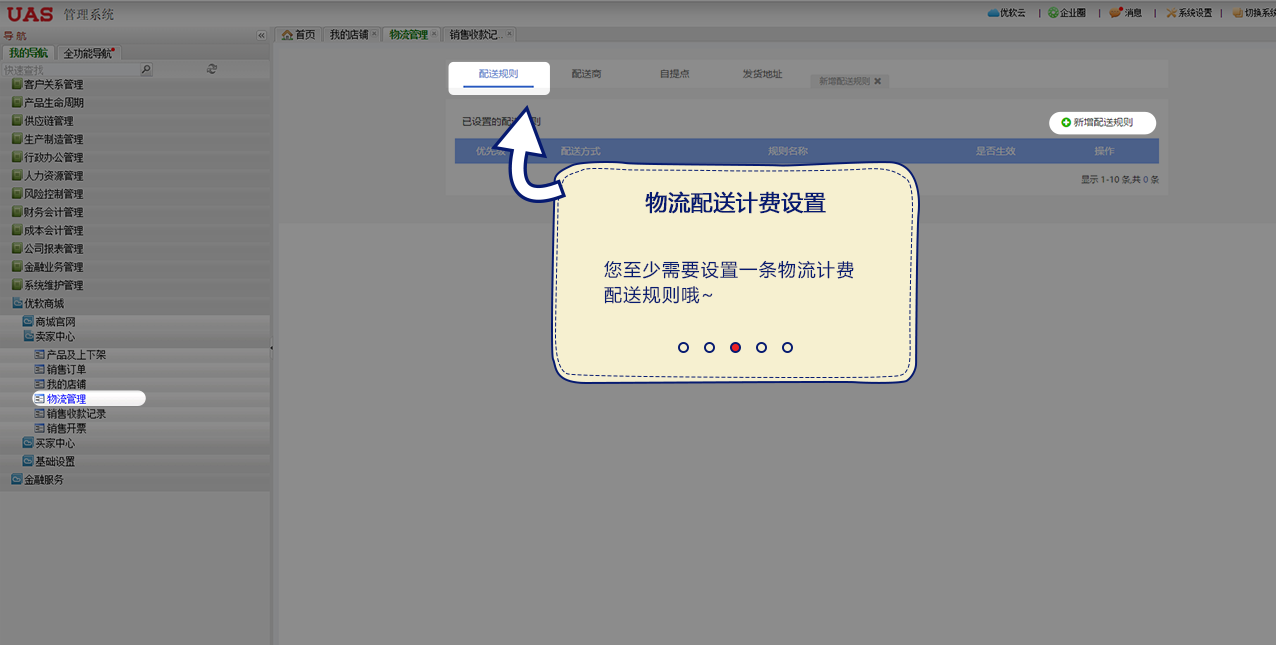 UAS 管理系统
优软云 | 企业圈 | 消息 | 系统设置 | 切换系统
导航
首页 我的店铺 物流管理 销售收款记...
我的导航 全功能导航
快速查找
客户关系管理
产品生命周期
供应链管理
生产制造管理
行政办公管理
人力资源管理
风险控制管理
财务会计管理
成本会计管理
公司报表管理
金融业务管理
系统维护管理
优软商城
商城官网
卖家中心
产品及上下架
销售订单
我的店铺
物流管理
销售收款记录
销售开票
买家中心
基础设置
金融服务
配送规则 配送商 自提点 发货地址 新增配送规则
已设置的配送规则
新增配送规则
优先级 配送方式 规则名称 是否生效 操作
显示 1-10 条,共 0 条
物流配送计费设置
您至少需要设置一条物流计费
配送规则哦~